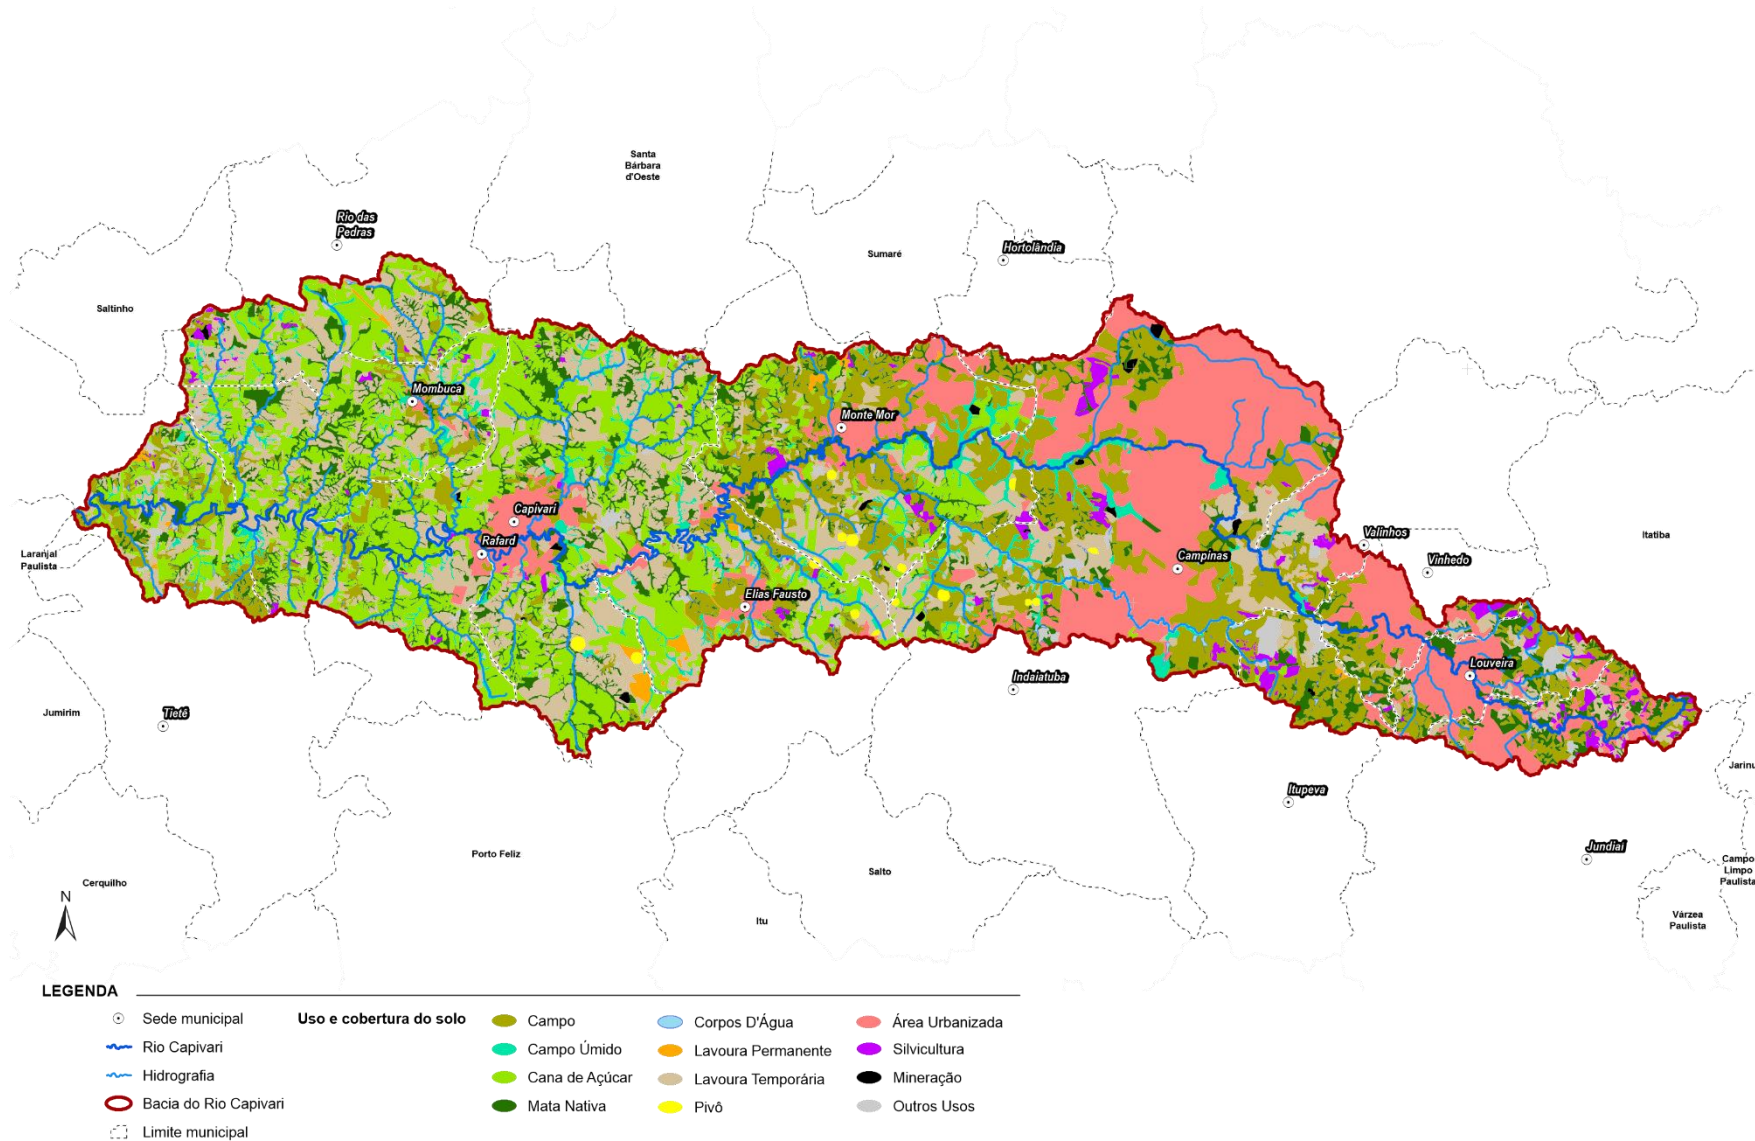 Santa
Bárbara
d'Oeste
Rio das
Pedras
Hortolândia
Sumaré
Saltinho
Mombuca
Monte Mor
Capivari
Rafard
Valinhos
Itatiba
Laranjal
Paulista
Campinas
Vinhedo
Elias Fausto
Louveira
Indaiatuba
Jumirim
Tietê
Jarinu
Itupeva
Porto Feliz
Jundiaí
Salto
Campo
Limpo
Paulista
Cerquilho
N
Itu
Várzea
Paulista
LEGENDA
Sede municipal
Rio Capivari
Hidrografia
Bacia do Rio Capivari
Limite municipal
Uso e cobertura do solo
Campo
Campo Úmido
Cana de Açúcar
Mata Nativa
Corpos D'Água
Lavoura Permanente
Lavoura Temporária
Pivô
Área Urbanizada
Silvicultura
Mineração
Outros Usos